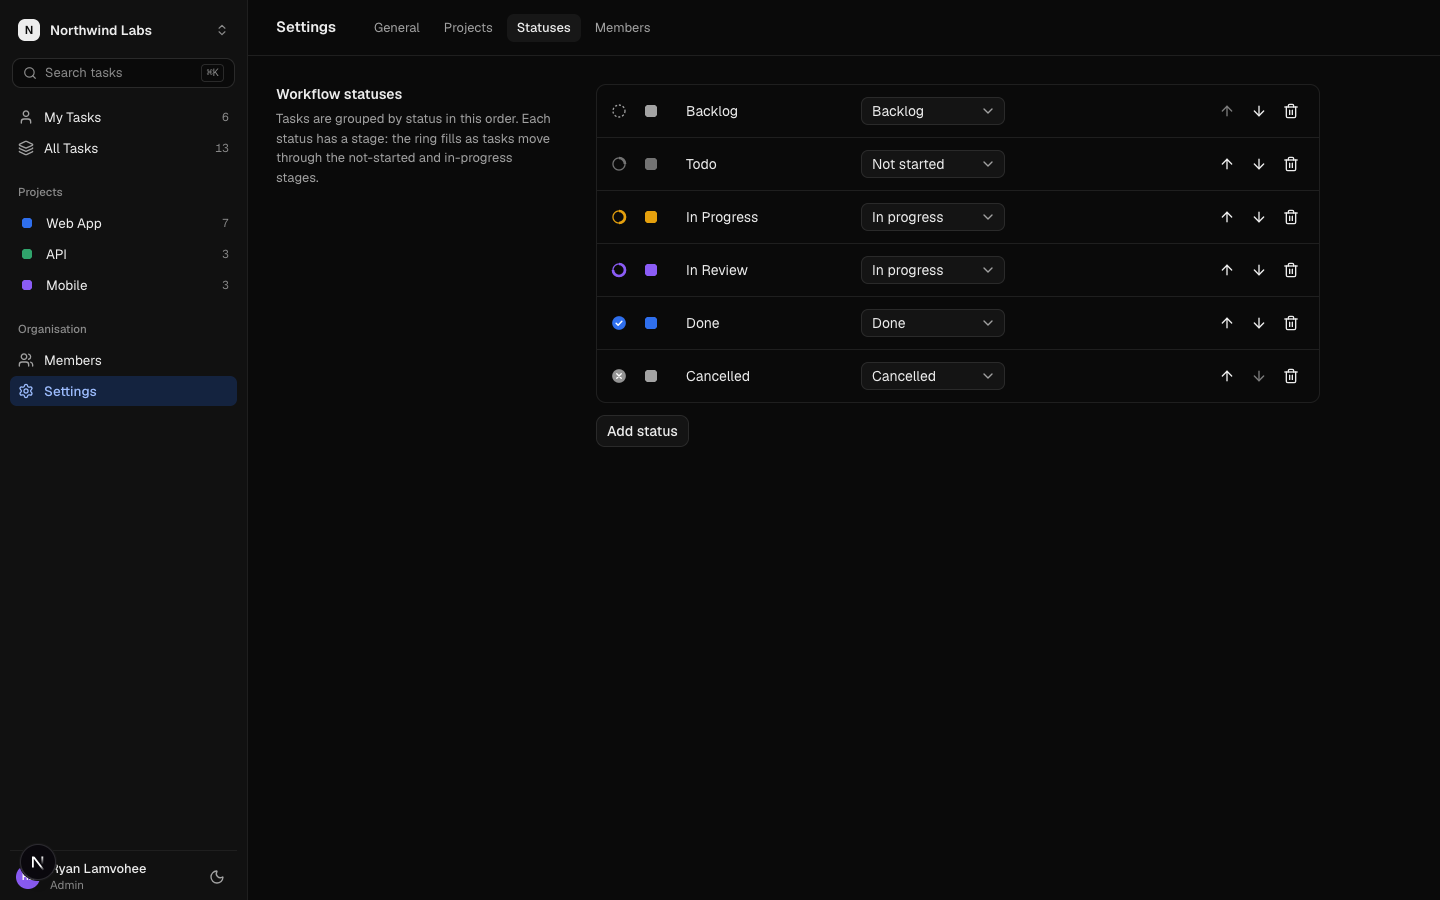 N Northwind Labs
Search tasks ⌘K
My Tasks 6
All Tasks 13
Projects
Web App 7
API 3
Mobile 3
Organisation
Members
Settings
N
Ryan Lamvohee
Admin
Settings General Projects Statuses Members
Workflow statuses
Tasks are grouped by status in this order. Each
status has a stage: the ring fills as tasks move
through the not-started and in-progress
stages.
Backlog Backlog
Todo Not started
In Progress In progress
In Review In progress
Done Done
Cancelled Cancelled
Add status